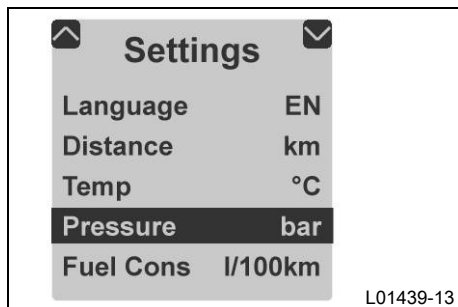 Settings
Language EN
Distance km
Temp °C
Pressure bar
Fuel Cons l/100km
L01439-13